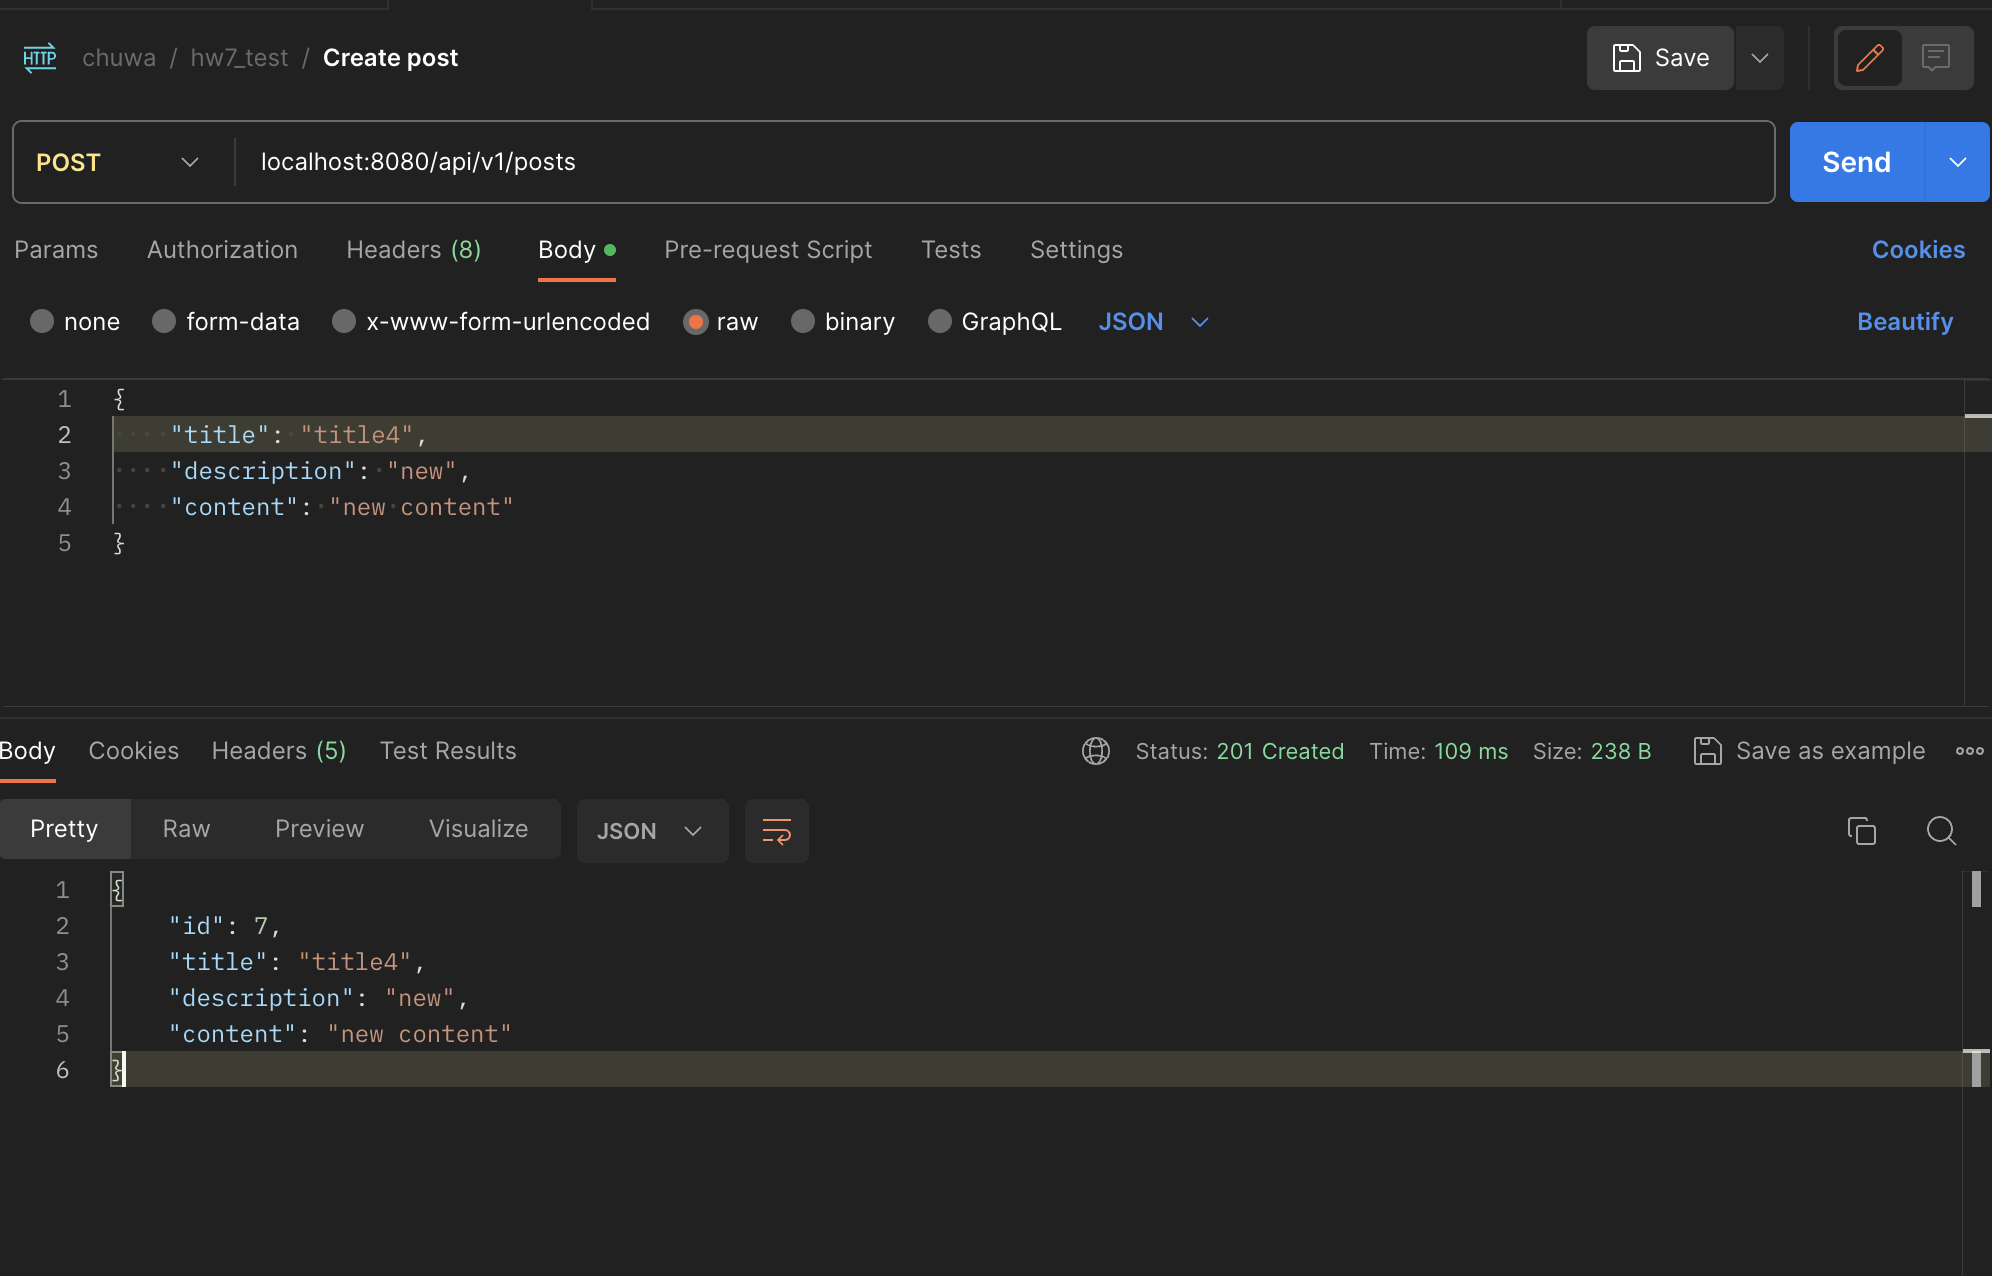 HTTP chuwa / hw7_test / Create post Save
POST localhost:8080/api/v1/posts Send
Params Authorization Headers (8) Body Pre-request Script Tests Settings Cookies
none form-data x-www-form-urlencoded raw binary GraphQL JSON Beautify
1 {
2 "title": "title4",
3 "description": "new",
4 "content": "new content"
5 }
Body Cookies Headers (5) Test Results Status: 201 Created Time: 109 ms Size: 238 B Save as example
Pretty Raw Preview Visualize JSON
1 {
2 "id": 7,
3 "title": "title4",
4 "description": "new",
5 "content": "new content"
6 }